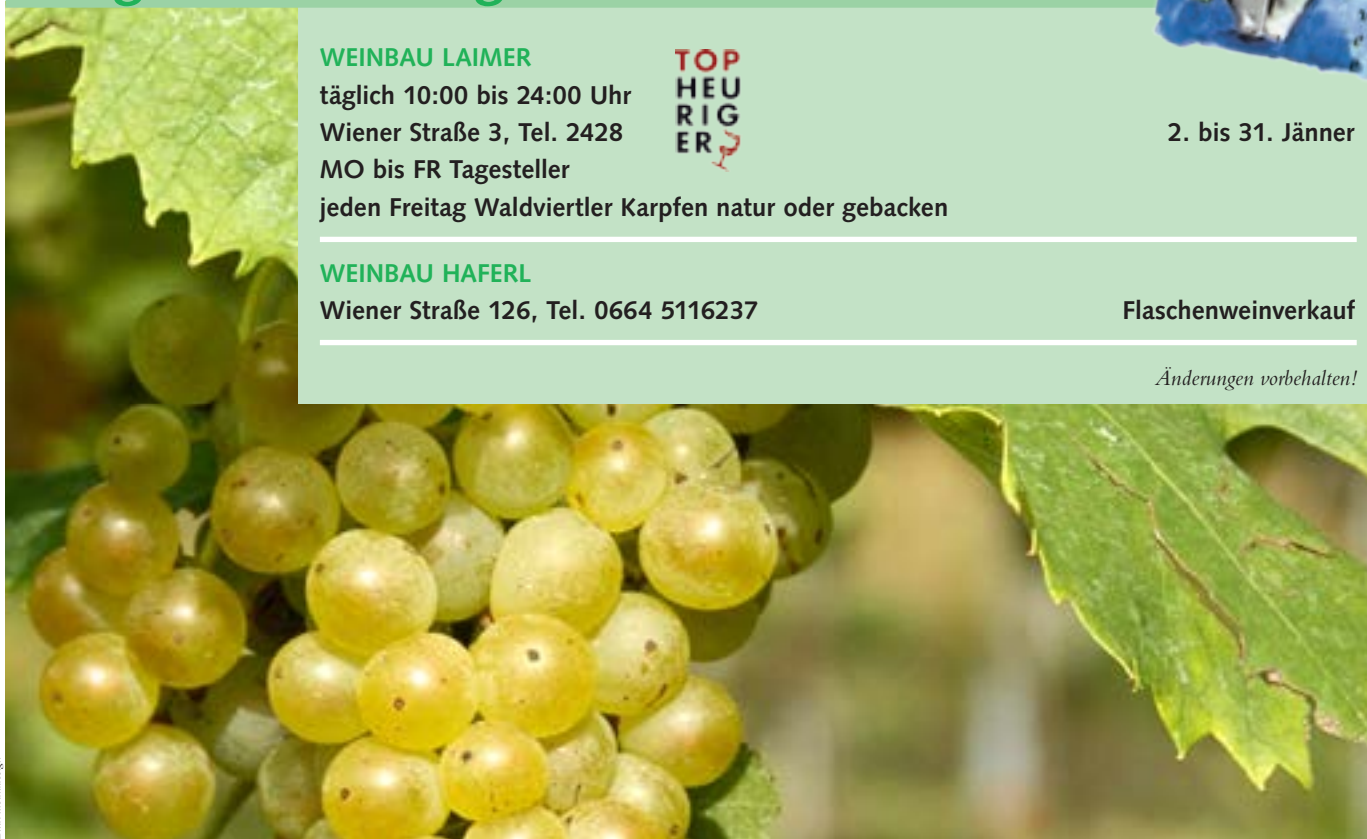 WEINBAU LAIMER
täglich 10:00 bis 24:00 Uhr
TOP
HEU
RIG
ER
Wiener Straße 3, Tel. 2428
2. bis 31. Jänner
MO bis FR Tagesteller
jeden Freitag Waldviertler Karpfen natur oder gebacken
WEINBAU HAFERL
Wiener Straße 126, Tel. 0664 5116237
Flaschenweinverkauf
Änderungen vorbehalten!